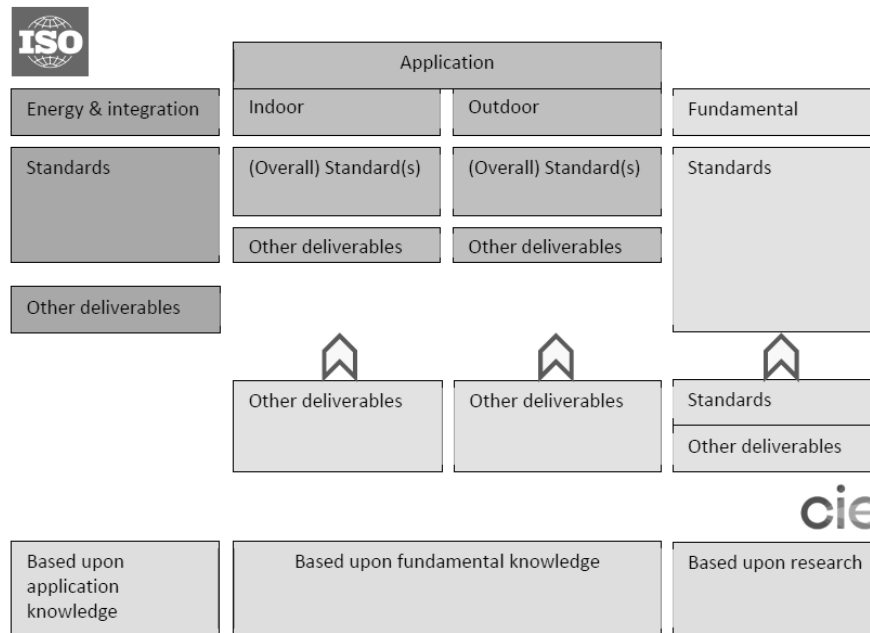 ISO
Application
Energy & integration
Indoor
Outdoor
Fundamental
Standards
(Overall) Standard(s)
(Overall) Standard(s)
Standards
Other deliverables
Other deliverables
Other deliverables
Other deliverables
Other deliverables
Standards
Other deliverables
cie
Based upon
application
knowledge
Based upon fundamental knowledge
Based upon research